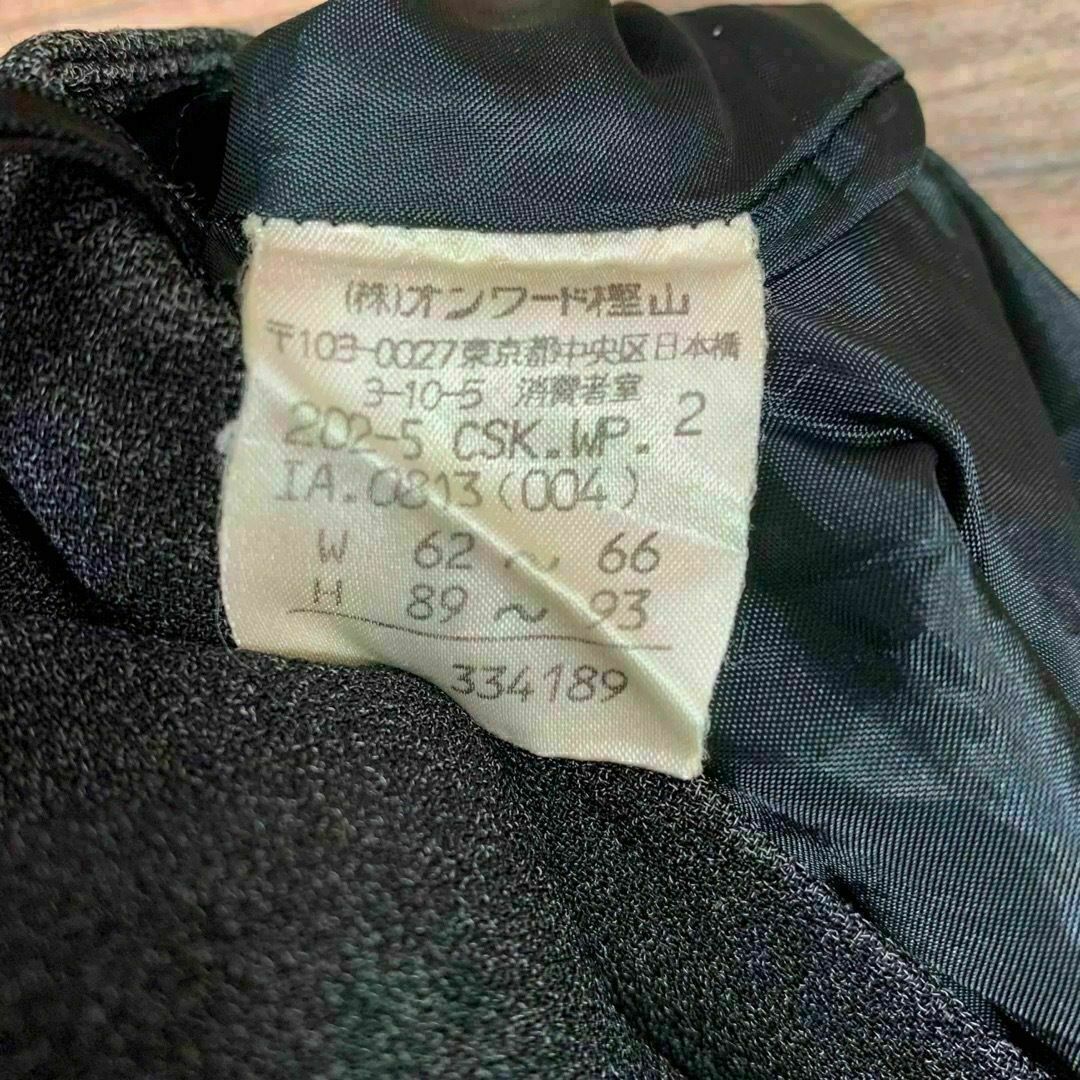 (株)オンワード樫山
〒103-0027東京都中央区日本橋
3-10-5 消費者室
202-5 CSK.WP. 2
IA.0813(004)
W 62 ~ 66
H 89 ~ 93
334189